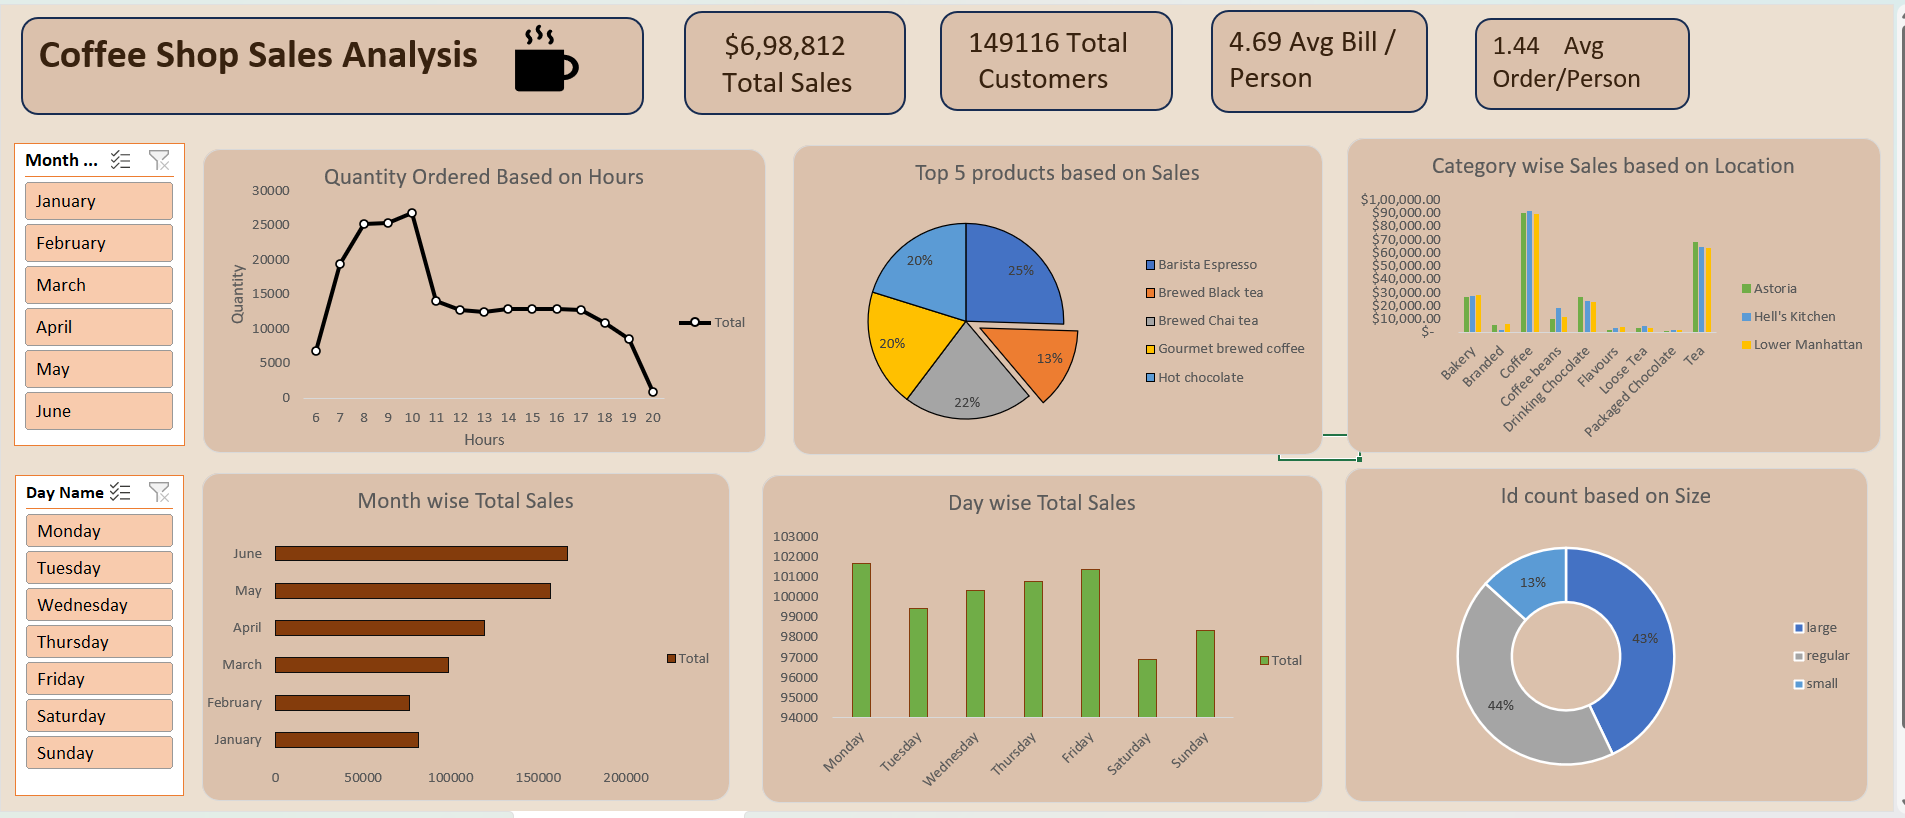 Coffee Shop Sales Analysis
$6,98,812
Total Sales
149116 Total
Customers
4.69 Avg Bill /
Person
1.44 Avg
Order/Person
Month ...
January
February
March
April
May
June
Quantity Ordered Based on Hours
30000
25000
20000
15000
10000
5000
0
Quantity
6 7 8 9 10 11 12 13 14 15 16 17 18 19 20
Hours
Total
Top 5 products based on Sales
25%
13%
22%
20%
20%
Barista Espresso
Brewed Black tea
Brewed Chai tea
Gourmet brewed coffee
Hot chocolate
Category wise Sales based on Location
$1,00,000.00
$90,000.00
$80,000.00
$70,000.00
$60,000.00
$50,000.00
$40,000.00
$30,000.00
$20,000.00
$10,000.00
$-
Bakery
Branded
Coffee
Coffee beans
Drinking Chocolate
Flavours
Loose Tea
Packaged Chocolate
Tea
Astoria
Hell's Kitchen
Lower Manhattan
Day Name
Monday
Tuesday
Wednesday
Thursday
Friday
Saturday
Sunday
Month wise Total Sales
June
May
April
March
February
January
0 50000 100000 150000 200000
Total
Day wise Total Sales
103000
102000
101000
100000
99000
98000
97000
96000
95000
94000
Monday
Tuesday
Wednesday
Thursday
Friday
Saturday
Sunday
Total
Id count based on Size
13%
43%
44%
large
regular
small